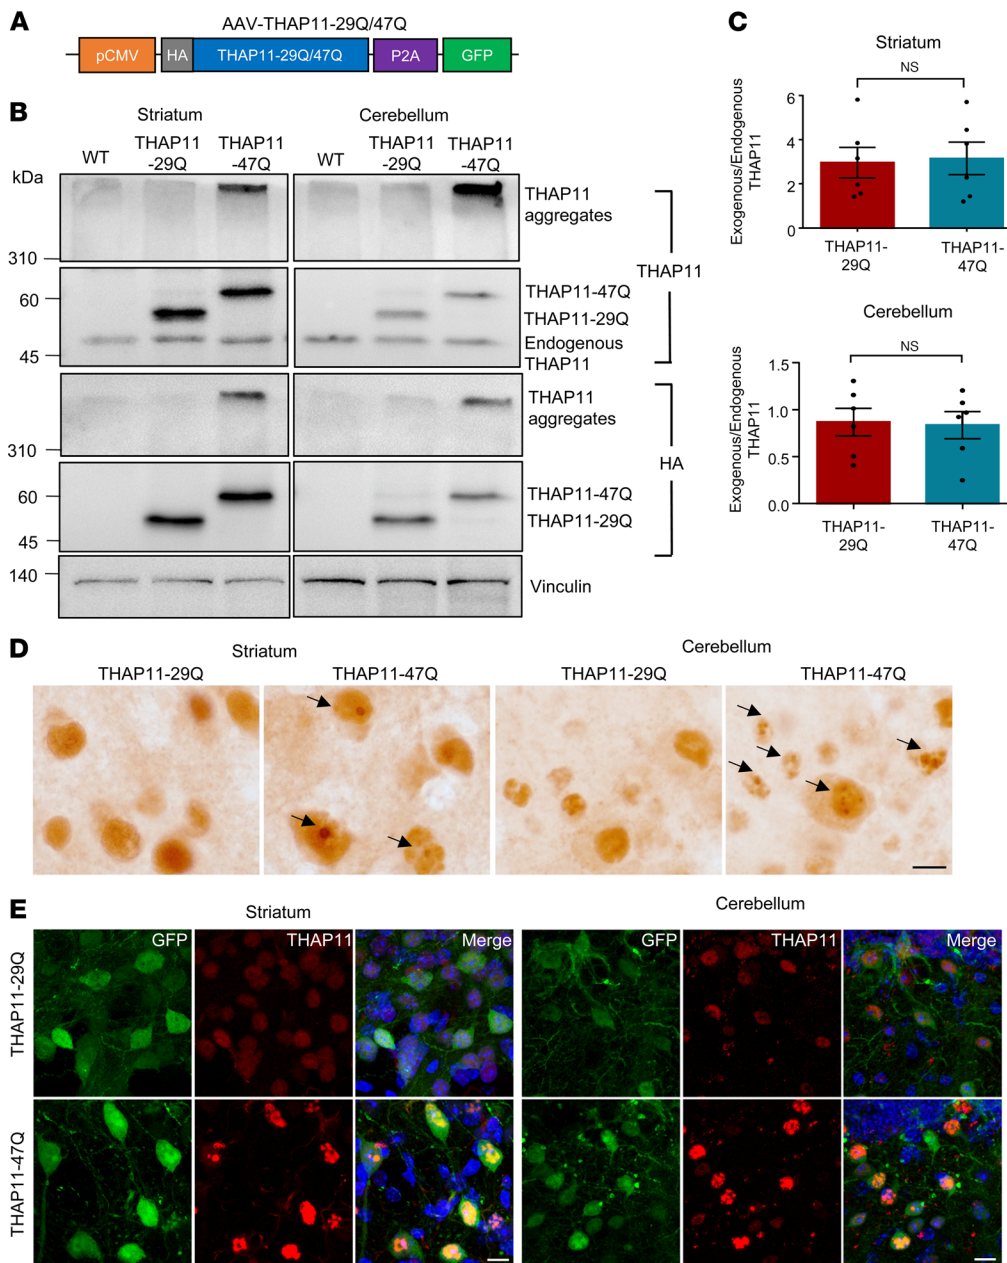 A
AAV-THAP11-29Q/47Q
pCMV
HA
THAP11-29Q/47Q
P2A
GFP
B
Striatum
Cerebellum
WT
THAP11
-29Q
THAP11
-47Q
WT
THAP11
-29Q
THAP11
-47Q
kDa
THAP11
aggregates
310
THAP11
60
THAP11-47Q
THAP11-29Q
Endogenous
THAP11
45
THAP11
aggregates
310
HA
60
THAP11-47Q
THAP11-29Q
45
140
Vinculin
C
Striatum
NS
Exogenous/Endogenous
THAP11
6
4
2
0
THAP11-
29Q
THAP11-
47Q
Cerebellum
NS
Exogenous/Endogenous
THAP11
1.5
1.0
0.5
0.0
THAP11-
29Q
THAP11-
47Q
D
Striatum
Cerebellum
THAP11-29Q
THAP11-47Q
THAP11-29Q
THAP11-47Q
E
Striatum
Cerebellum
GFP
THAP11
Merge
GFP
THAP11
Merge
THAP11-29Q
THAP11-47Q